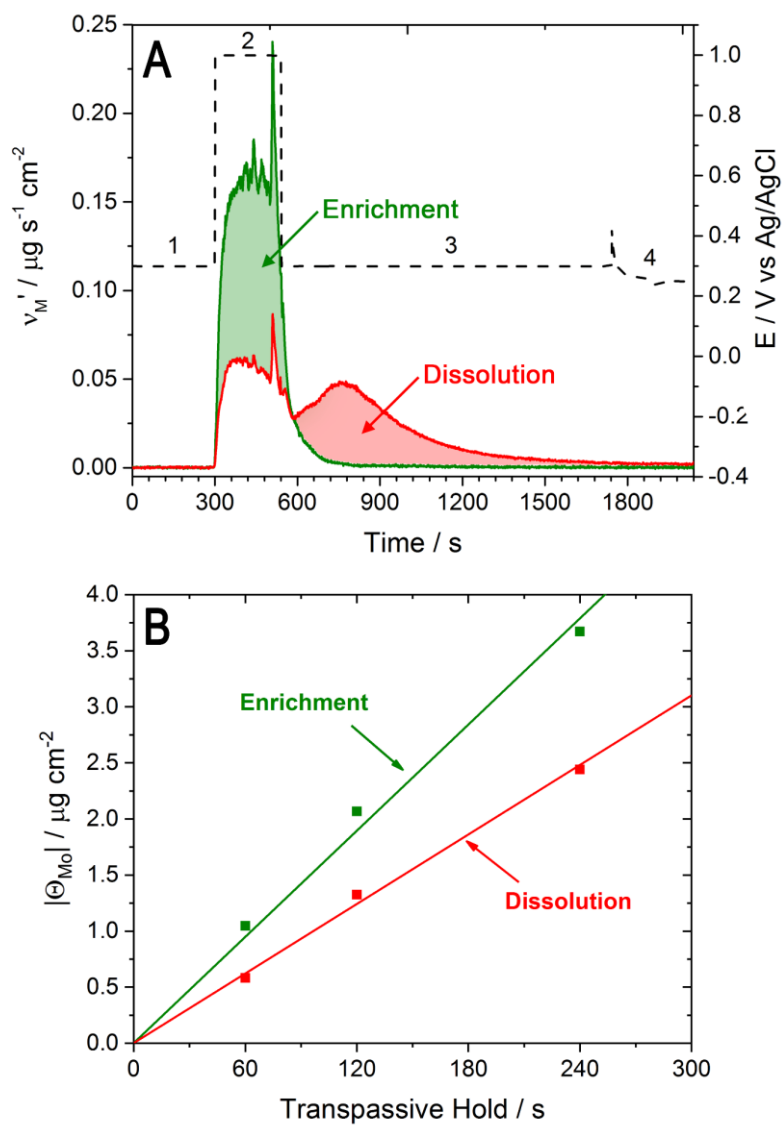 A
0.25
0.20
0.15
0.10
0.05
0.00
νM' / µg s⁻¹ cm⁻²
1.0
0.8
0.6
0.4
0.2
0.0
-0.2
-0.4
E / V vs Ag/AgCl
2
Enrichment
1
3
4
Dissolution
0 300 600 900 1200 1500 1800
Time / s
B
4.0
3.5
3.0
2.5
2.0
1.5
1.0
0.5
0.0
|ΘMo| / µg cm⁻²
Enrichment
Dissolution
0 60 120 180 240 300
Transpassive Hold / s